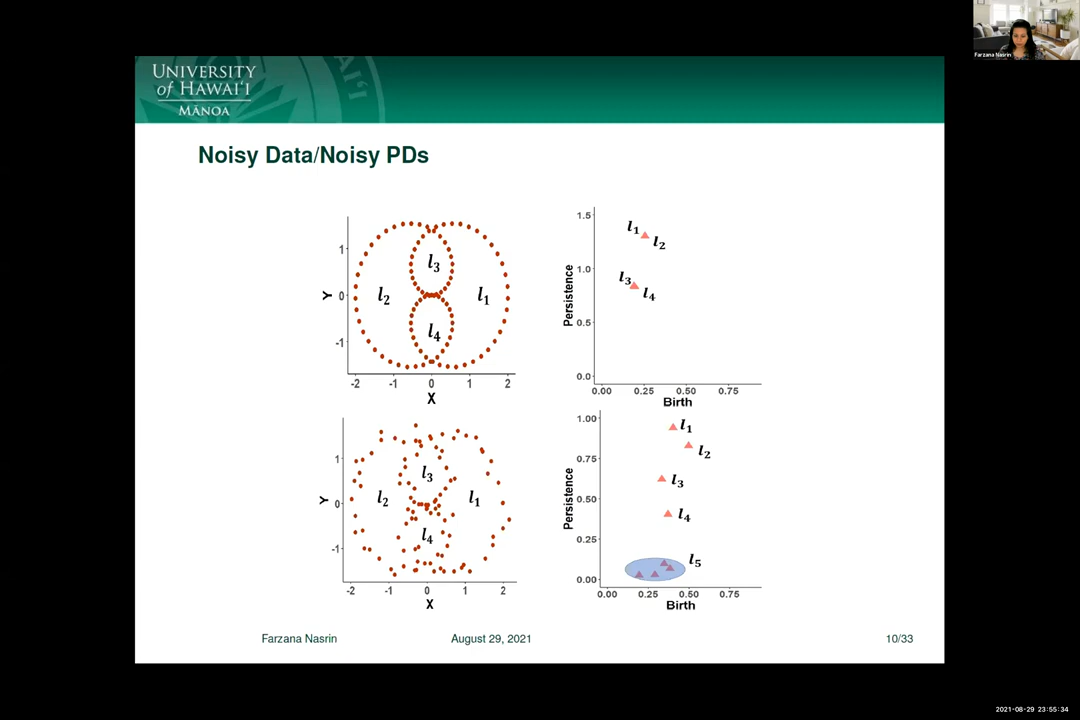 Farzana Nasrin
UNIVERSITY
of HAWAI‘I
MĀNOA
Noisy Data/Noisy PDs
Y
1
0
-1
l3
l2
l1
l4
-2 -1 0 1 2
X
Persistence
1.5
1.0
0.5
0.0
l1
l2
l3
l4
0.00 0.25 0.50 0.75
Birth
Y
1
0
-1
l3
l2
l1
l4
-2 -1 0 1 2
X
Persistence
1.00
0.75
0.50
0.25
0.00
l1
l2
l3
l4
l5
0.00 0.25 0.50 0.75
Birth
Farzana Nasrin August 29, 2021 10/33
2021-08-29 23:55:34